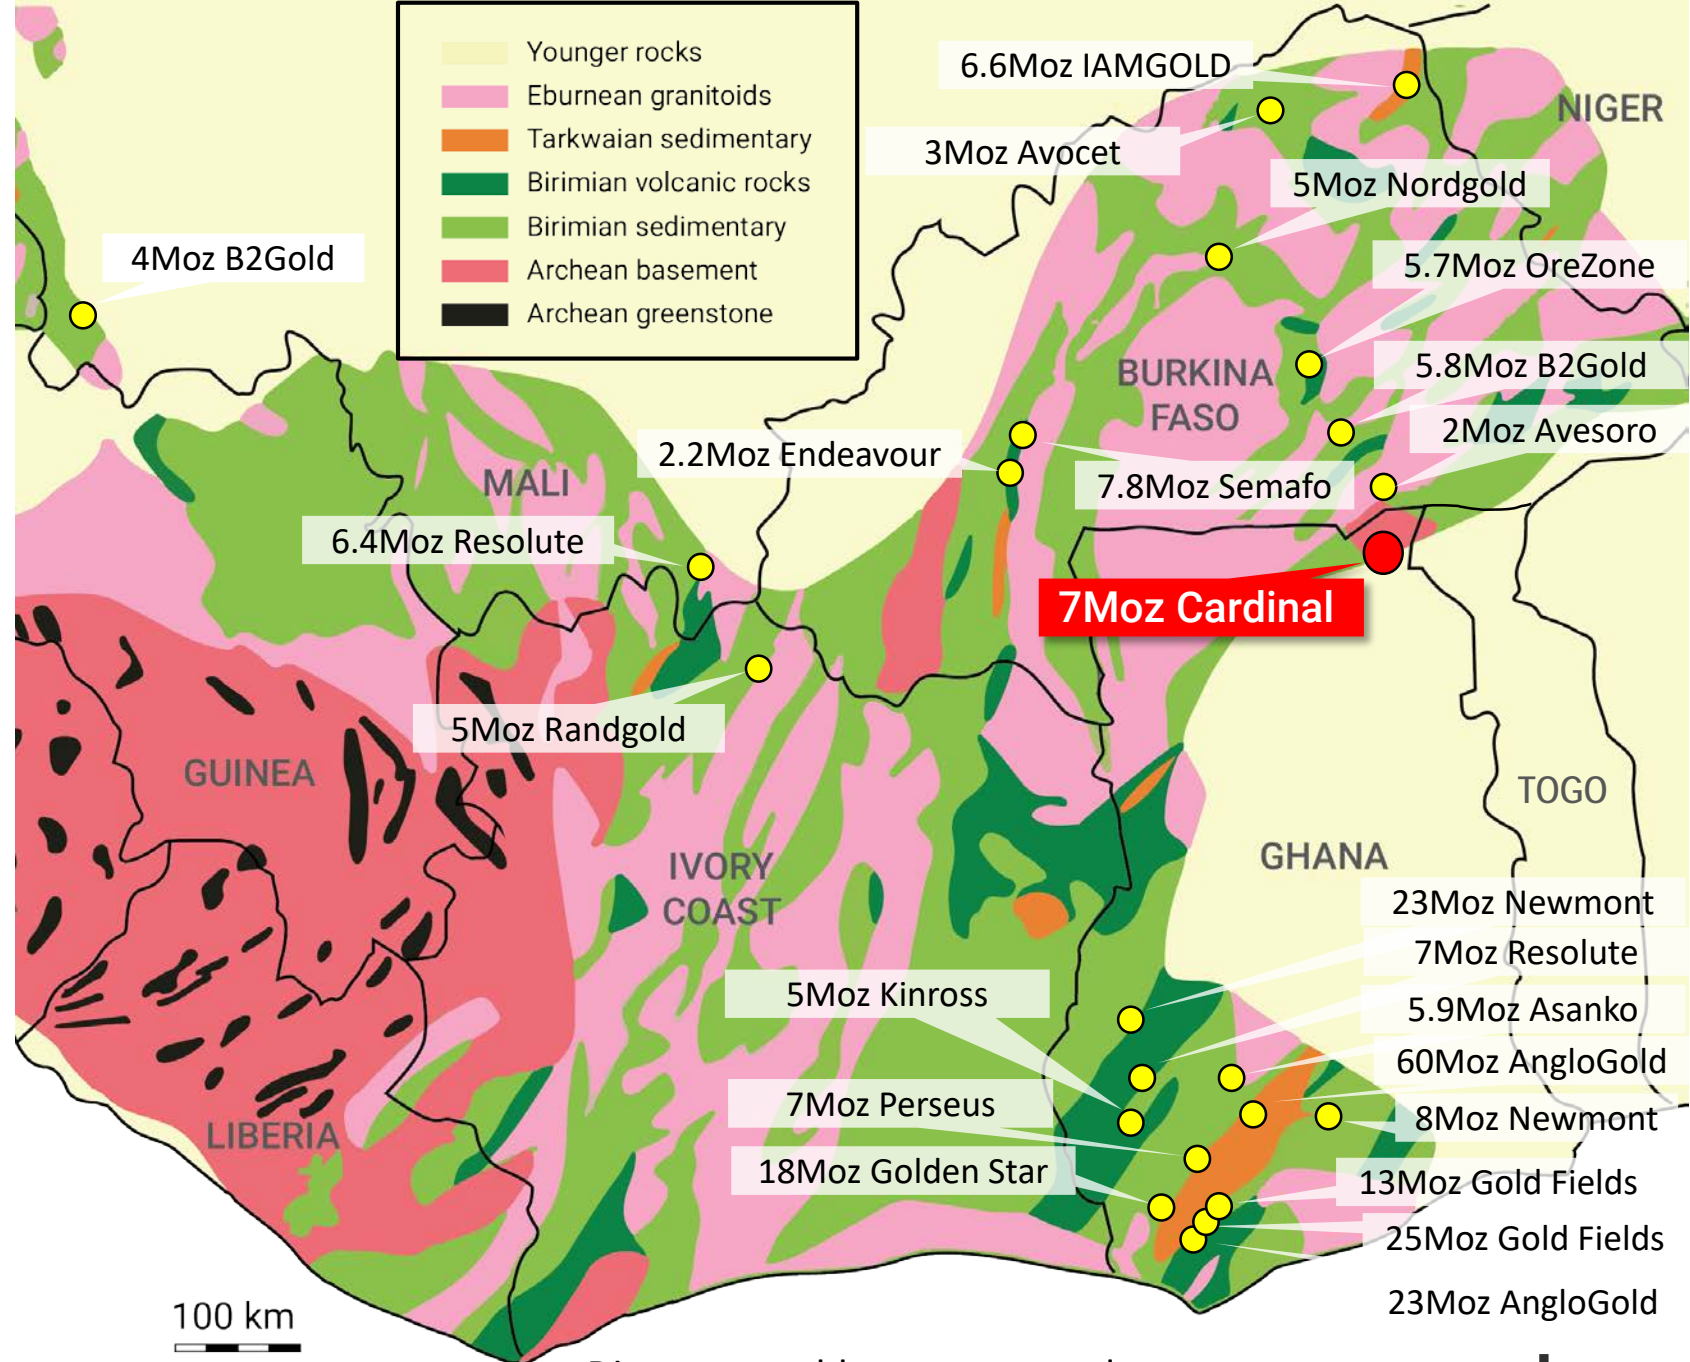 Younger rocks
Eburnean granitoids
Tarkwaian sedimentary
Birimian volcanic rocks
Birimian sedimentary
Archean basement
Archean greenstone
6.6Moz IAMGOLD
NIGER
3Moz Avocet
5Moz Nordgold
4Moz B2Gold
5.7Moz OreZone
BURKINA
FASO
5.8Moz B2Gold
2Moz Avesoro
2.2Moz Endeavour
MALI
7.8Moz Semafo
6.4Moz Resolute
7Moz Cardinal
5Moz Randgold
GUINEA
TOGO
IVORY
COAST
GHANA
23Moz Newmont
7Moz Resolute
5Moz Kinross
5.9Moz Asanko
60Moz AngloGold
7Moz Perseus
8Moz Newmont
LIBERIA
18Moz Golden Star
13Moz Gold Fields
25Moz Gold Fields
23Moz AngloGold
100 km